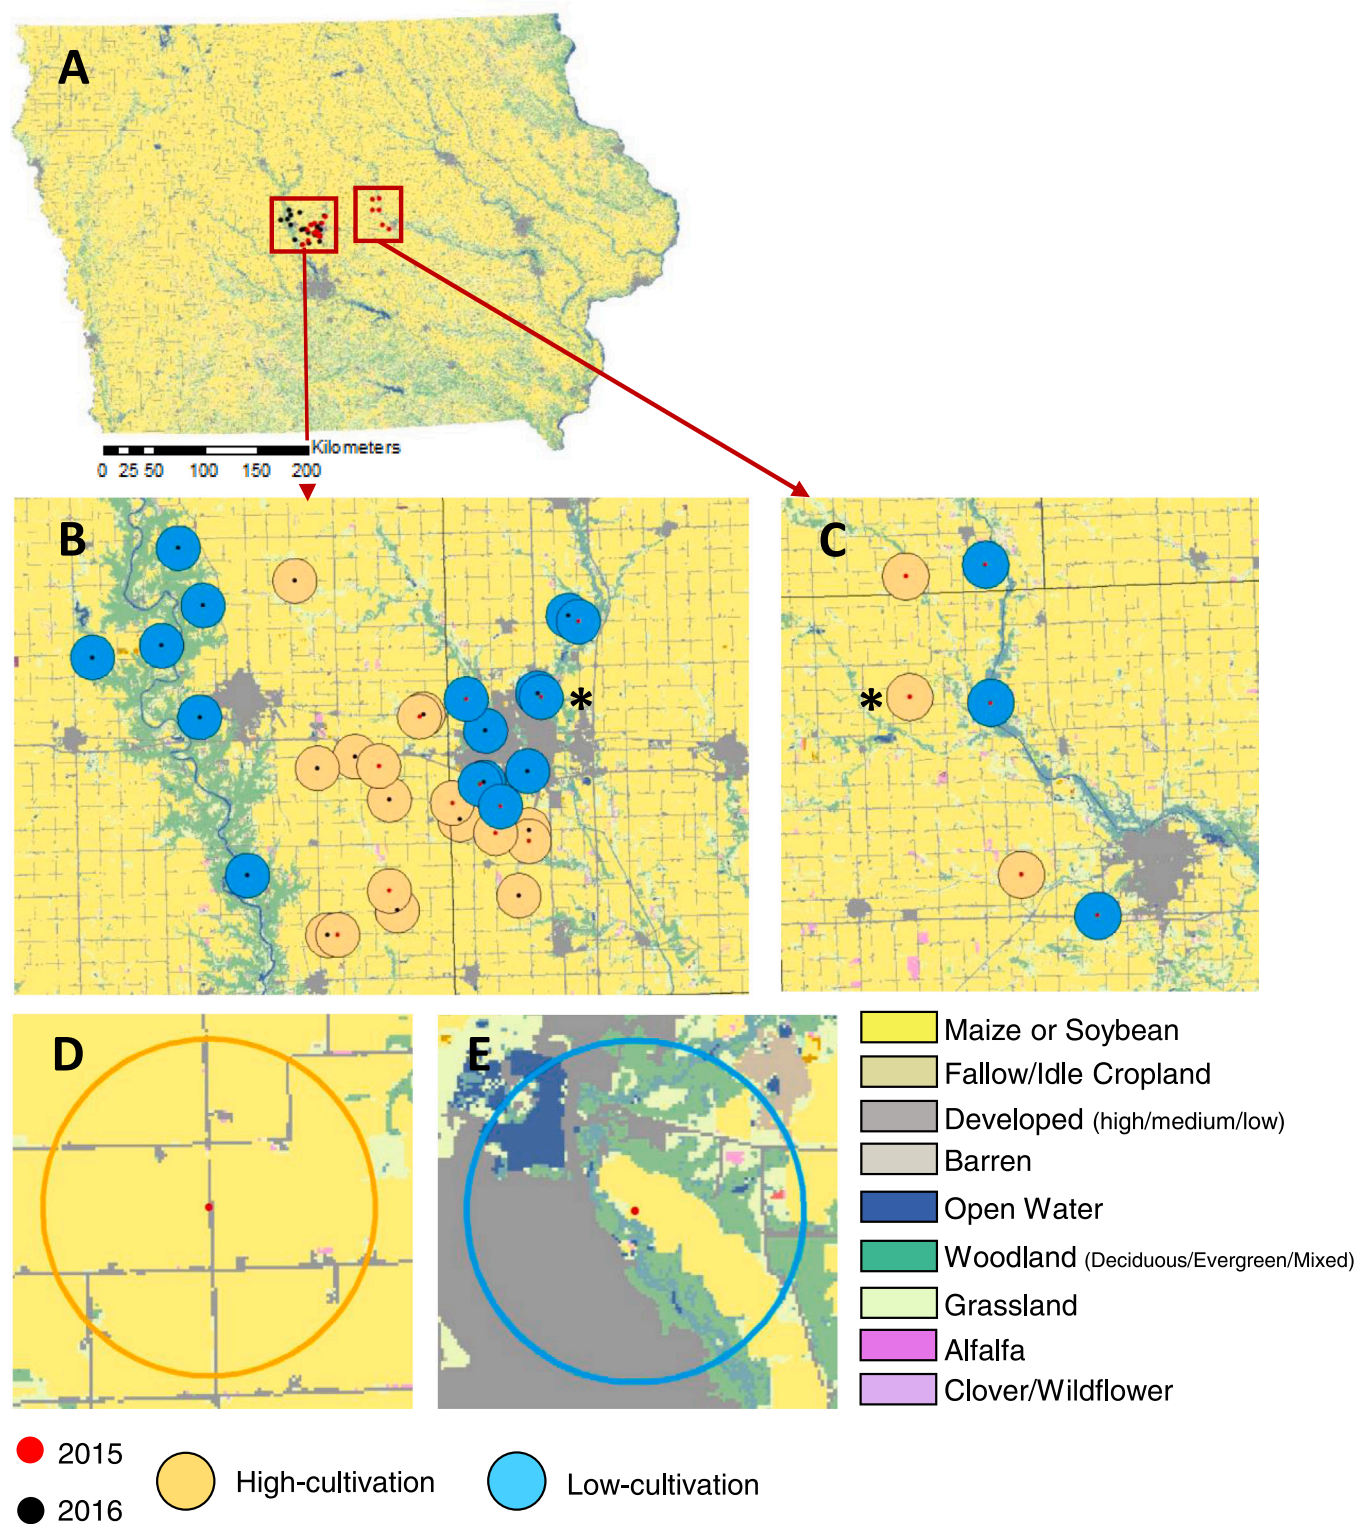 A
Kilometers
0 25 50 100 150 200
B
*
C
*
D
E
Maize or Soybean
Fallow/Idle Cropland
Developed (high/medium/low)
Barren
Open Water
Woodland (Deciduous/Evergreen/Mixed)
Grassland
Alfalfa
Clover/Wildflower
2015
2016
High-cultivation
Low-cultivation